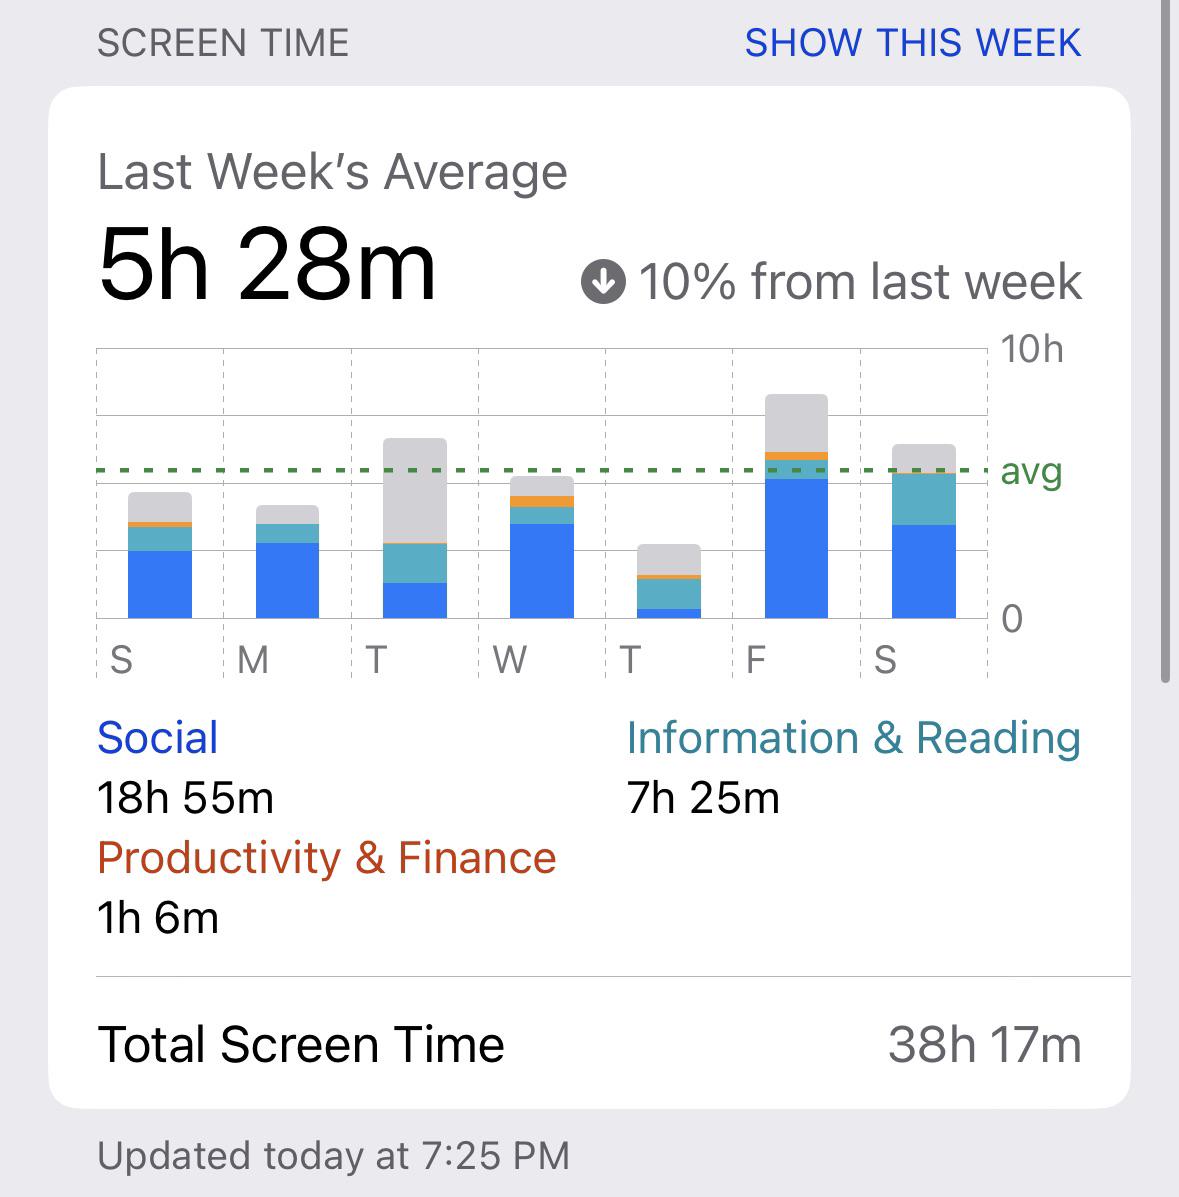 SCREEN TIME SHOW THIS WEEK
Last Week’s Average
5h 28m 10% from last week
10h
avg
0
S M T W T F S
Social Information & Reading
18h 55m 7h 25m
Productivity & Finance
1h 6m
Total Screen Time 38h 17m
Updated today at 7:25 PM